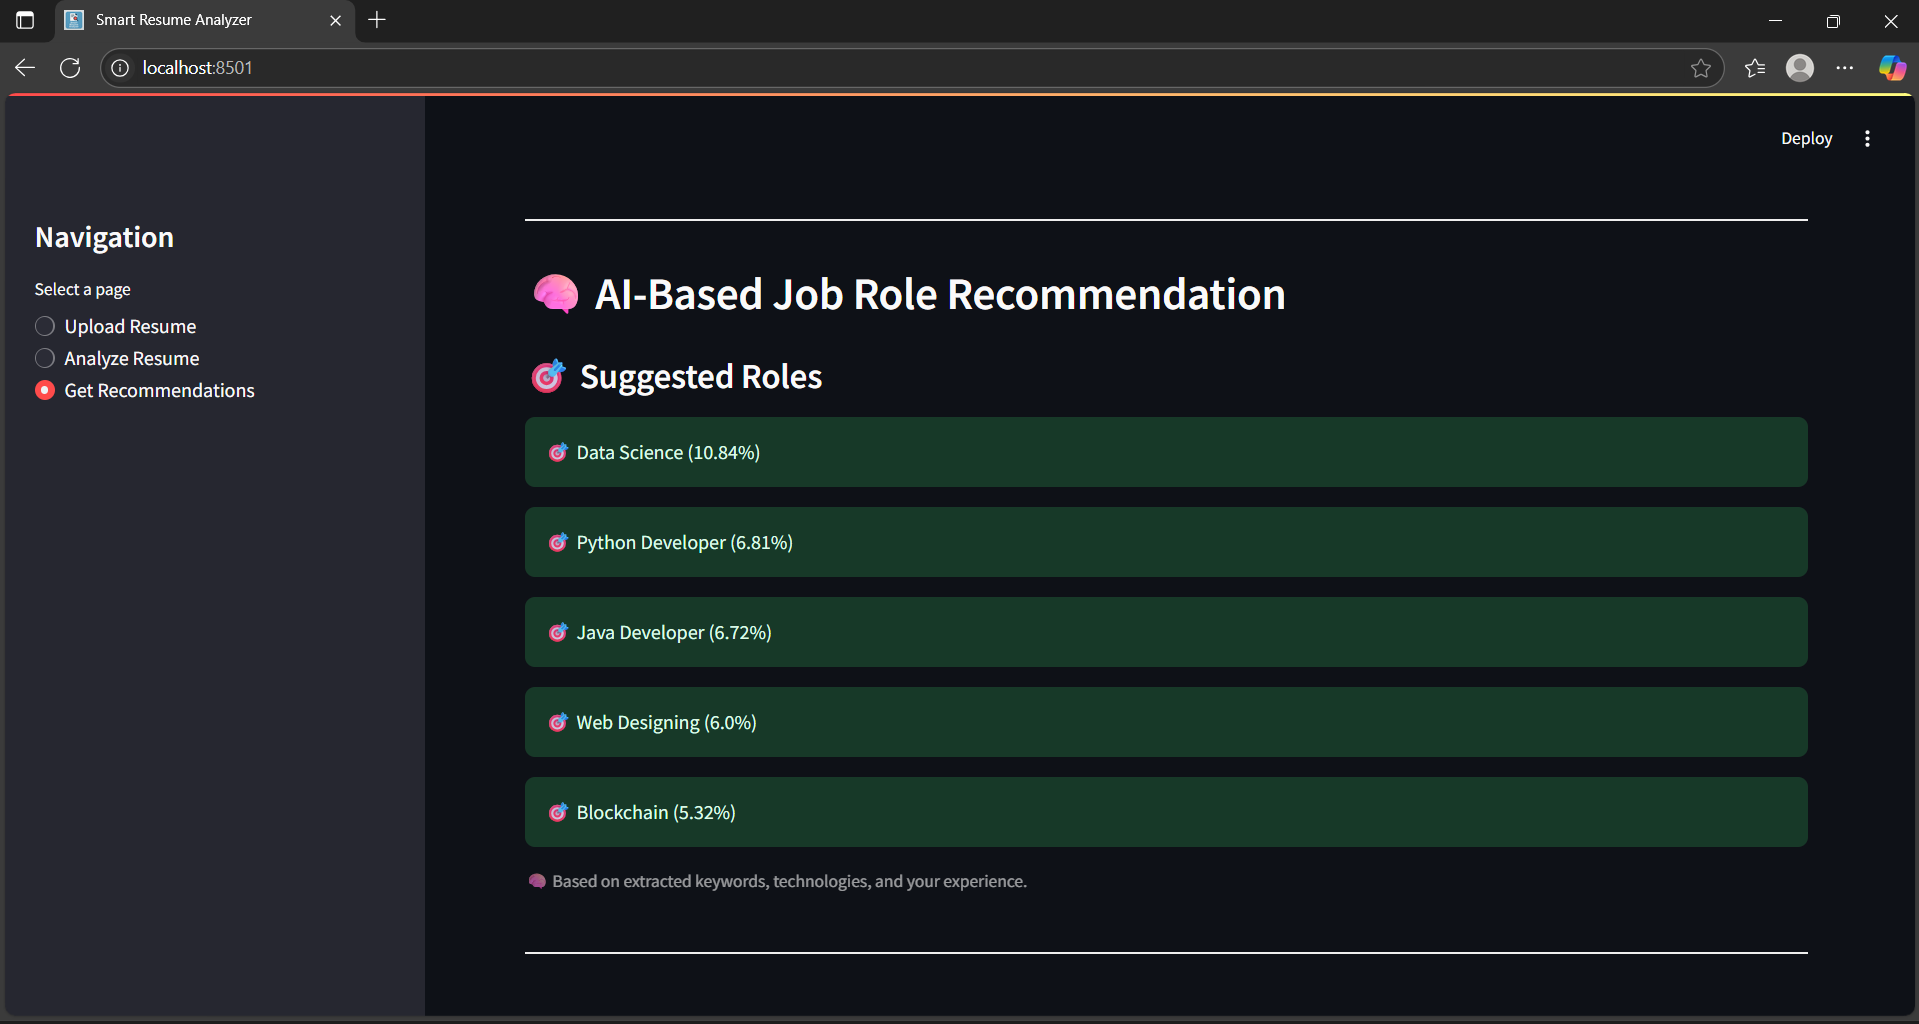 Smart Resume Analyzer
localhost:8501
Deploy
Navigation
Select a page
Upload Resume
Analyze Resume
Get Recommendations
🧠 AI-Based Job Role Recommendation
🎯 Suggested Roles
🎯 Data Science (10.84%)
🎯 Python Developer (6.81%)
🎯 Java Developer (6.72%)
🎯 Web Designing (6.0%)
🎯 Blockchain (5.32%)
🧠 Based on extracted keywords, technologies, and your experience.